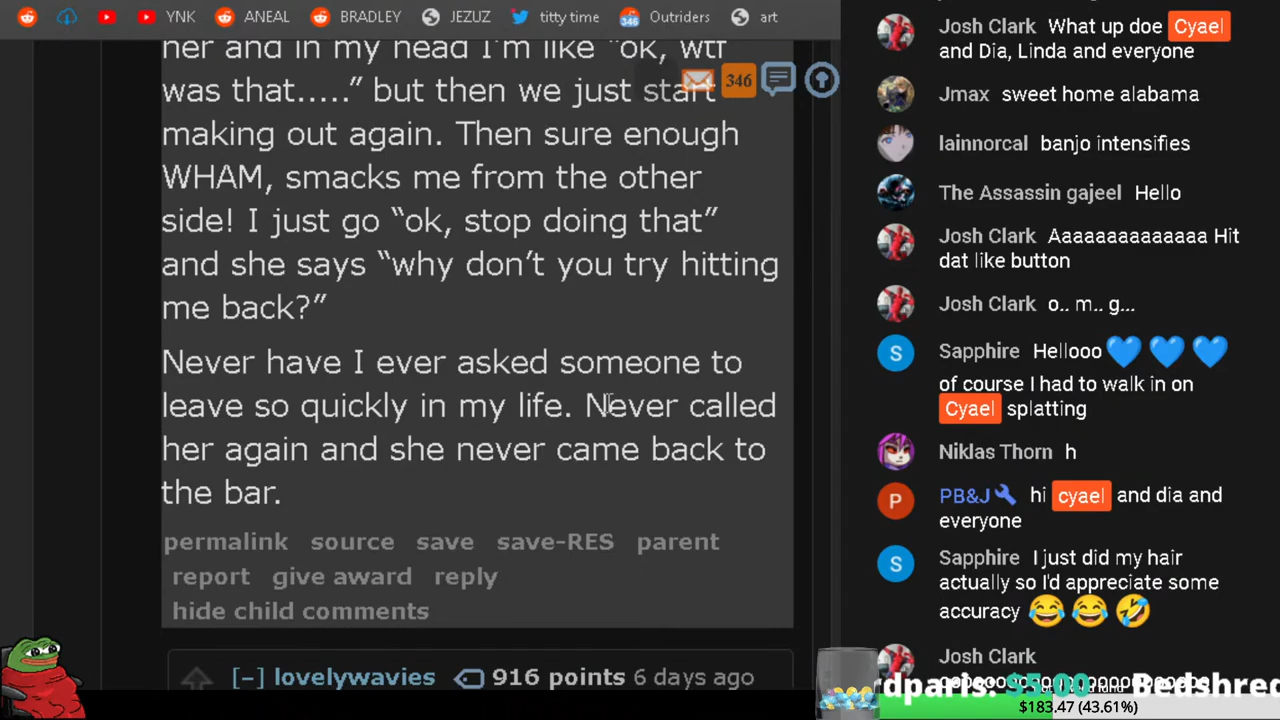 YNK ANEAL BRADLEY JEZUZ titty time 346 Outriders art
her and in my head I'm like "ok, wtf
346
was that....." but then we just start
making out again. Then sure enough
WHAM, smacks me from the other
side! I just go "ok, stop doing that"
and she says "why don't you try hitting
me back?"
Never have I ever asked someone to
leave so quickly in my life. Never called
her again and she never came back to
the bar.
permalink source save save-RES parent
report give award reply
hide child comments
[–] lovelywavies 916 points 6 days ago
Josh Clark What up doe Cyael
and Dia, Linda and everyone
Jmax sweet home alabama
lainnorcal banjo intensifies
The Assassin gajeel Hello
Josh Clark Aaaaaaaaaaaaa Hit
dat like button
Josh Clark o.. m.. g...
S Sapphire Hellooo 💙 💙 💙
of course I had to walk in on
Cyael splatting
Niklas Thorn h
P PB&J🔧 hi cyael and dia and
everyone
S Sapphire I just did my hair
actually so I'd appreciate some
accuracy 😂 😂 🤣
Josh Clark
rdparis: $5.00 Bedshred
$183.47 (43.61%)